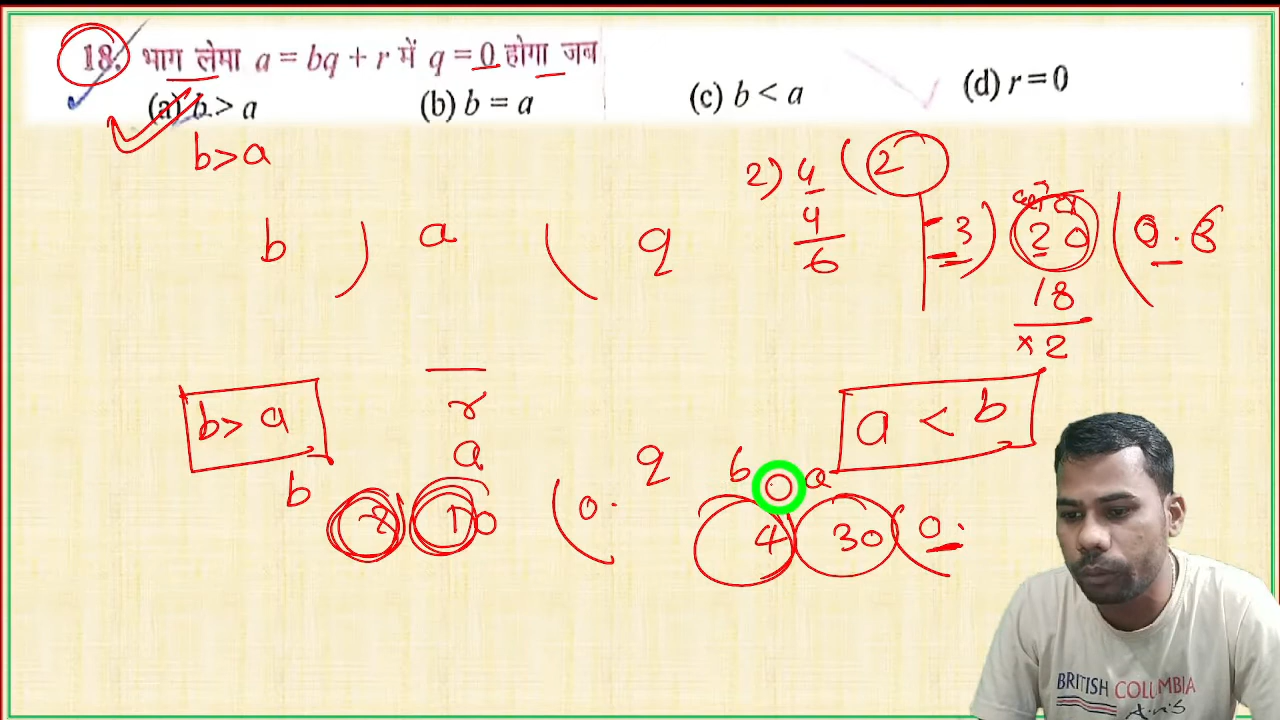 18. भाग लेमा a = bq + r में q = 0 होगा जब
(a) b > a (b) b = a (c) b < a (d) r = 0
b > a
b ) a ( q
2) 4 ( 2
4
6
3) 20 ( 0.6
18
×2
r
b > a
a < b
b a q
10 ( 0.
b a
4 30 ( 0.
BRITISH COLUMBIA